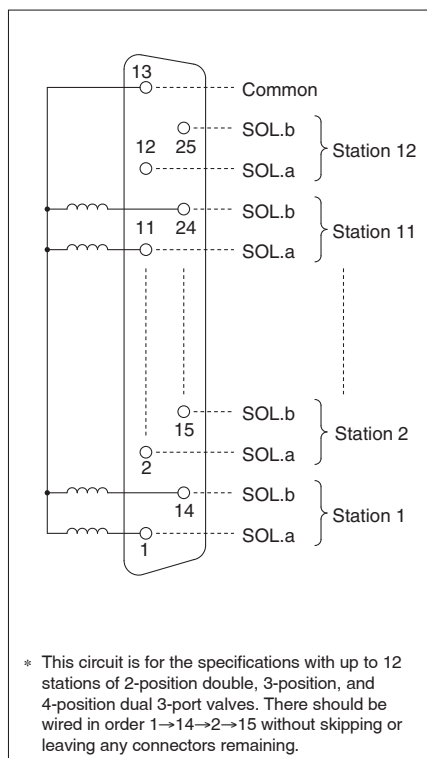 13
Common
SOL.b
12 25
Station 12
SOL.a
SOL.b
11 24
Station 11
SOL.a
SOL.b
15
Station 2
2
SOL.a
SOL.b
14
Station 1
1
SOL.a
* This circuit is for the specifications with up to 12
stations of 2-position double, 3-position, and
4-position dual 3-port valves. There should be
wired in order 1→14→2→15 without skipping or
leaving any connectors remaining.